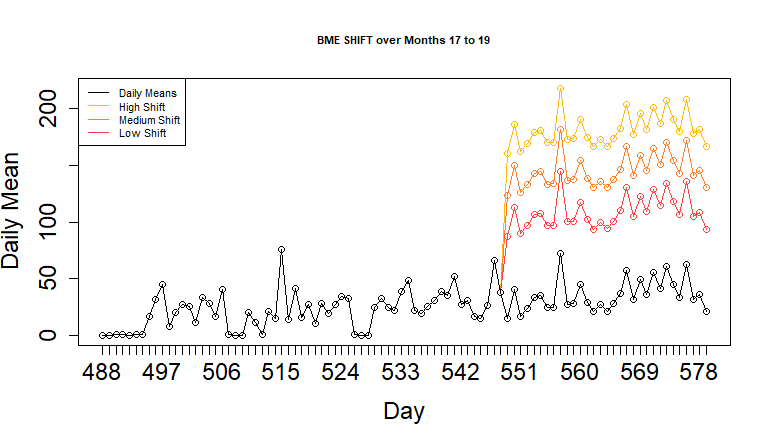 BME SHIFT over Months 17 to 19
Daily Means
High Shift
Medium Shift
Low Shift
Daily Mean
0
50
100
200
488 497 506 515 524 533 542 551 560 569 578
Day